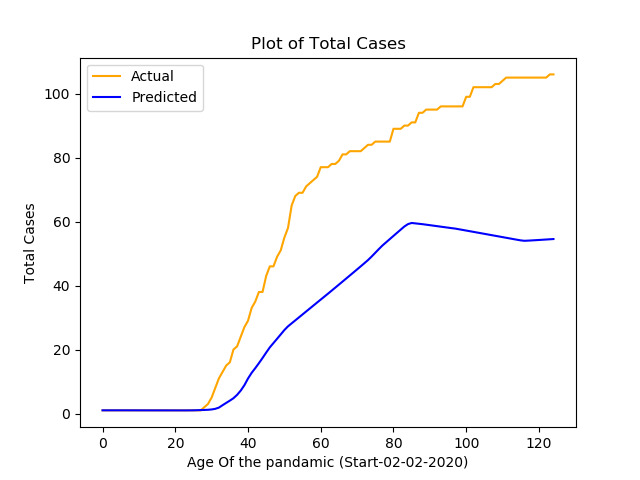 Plot of Total Cases
Actual
Predicted
100
80
60
40
20
0
Total Cases
0 20 40 60 80 100 120
Age Of the pandamic (Start-02-02-2020)